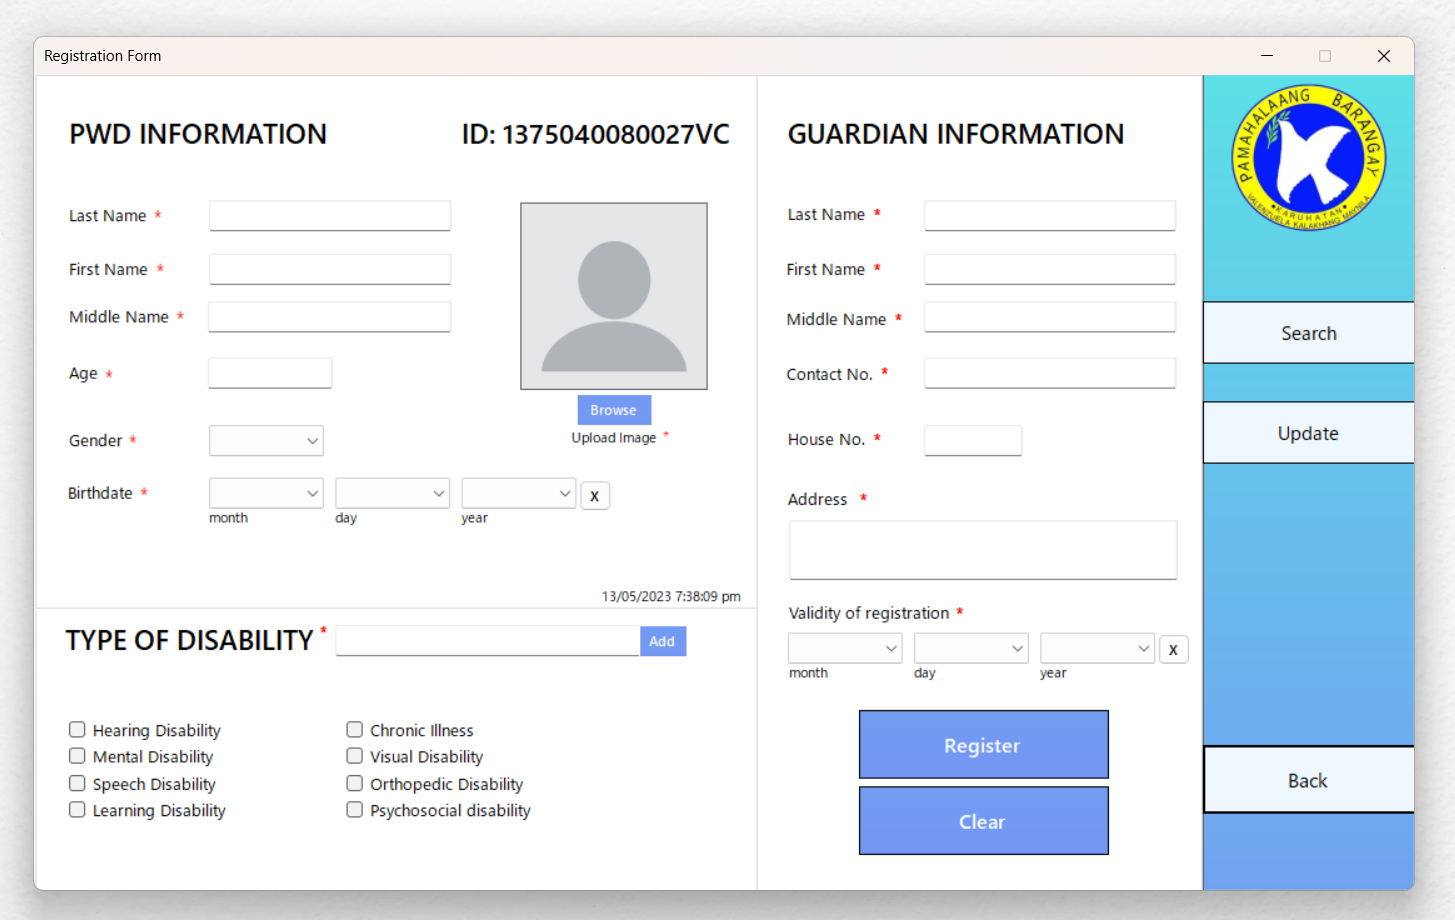 Registration Form
PWD INFORMATION
ID: 1375040080027VC
Last Name *
First Name *
Middle Name *
Age *
Gender *
Birthdate *
X
month
day
year
Browse
Upload Image *
13/05/2023 7:38:09 pm
TYPE OF DISABILITY *
Add
Hearing Disability
Mental Disability
Speech Disability
Learning Disability
Chronic Illness
Visual Disability
Orthopedic Disability
Psychosocial disability
GUARDIAN INFORMATION
Last Name *
First Name *
Middle Name *
Contact No. *
House No. *
Address *
Validity of registration *
X
month
day
year
Register
Clear
PAMAHALAANG BARANGAY
KARUHATAN
VALENZUELA KALAKHANG MAYNILA
Search
Update
Back